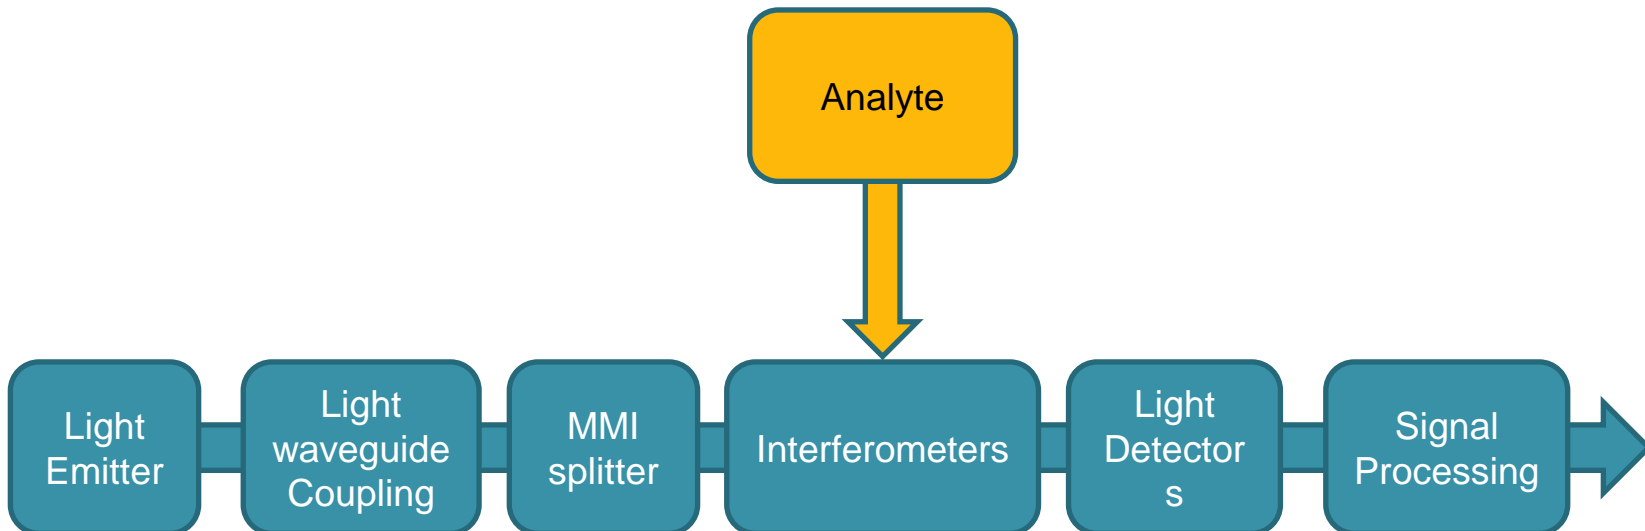 Analyte
Light
Emitter
Light
waveguide
Coupling
MMI
splitter
Interferometers
Light
Detector
s
Signal
Processing